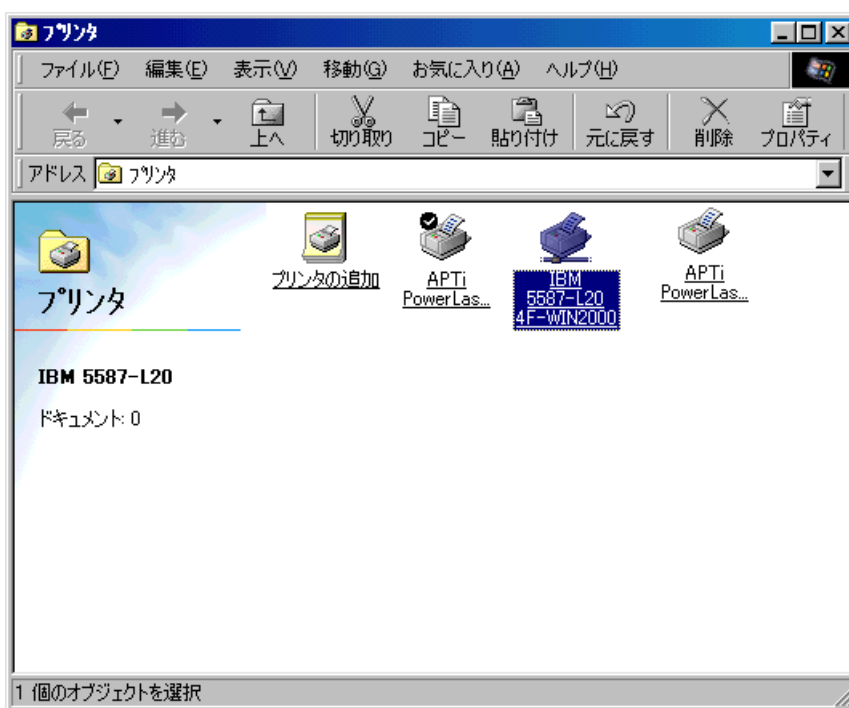 プリンタ
ファイル(F) 編集(E) 表示(V) 移動(G) お気に入り(A) ヘルプ(H)
戻る 進む 上へ 切り取り コピー 貼り付け 元に戻す 削除 プロパティ
アドレス プリンタ
プリンタ
プリンタの追加
APTi
PowerLas...
IBM
5587-L20
4F-WIN2000
APTi
PowerLas...
IBM 5587-L20
ドキュメント: 0
1 個のオブジェクトを選択